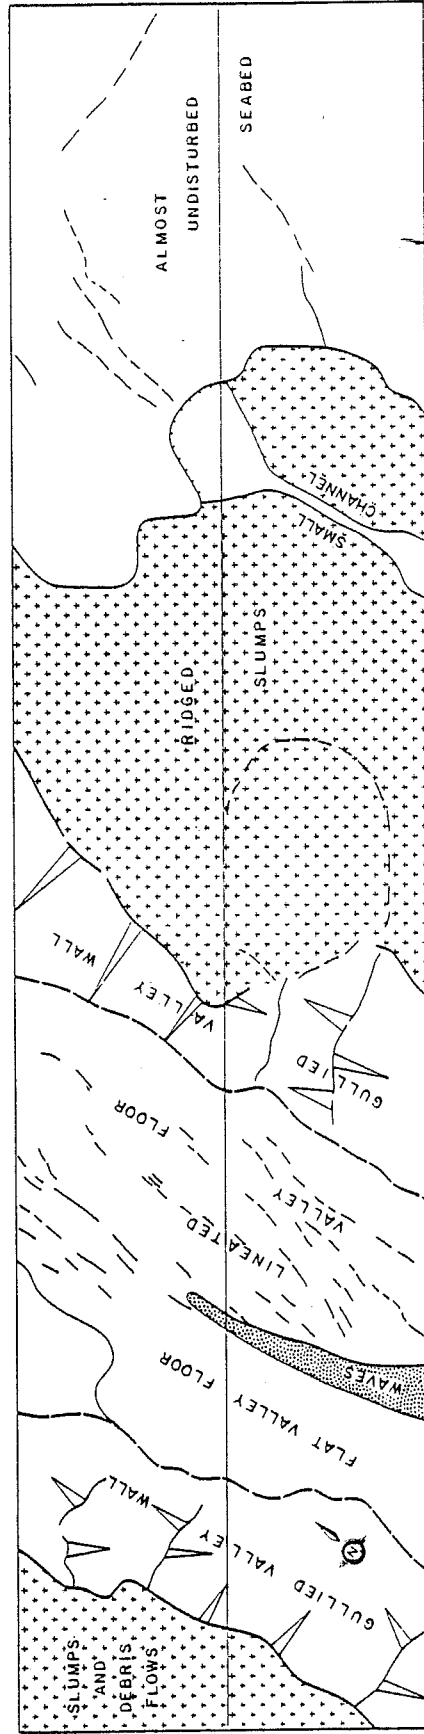 SLUMPS
AND
DEBRIS
FLOWS
GULLIED VALLEY WALL
N
FLAT VALLEY FLOOR
WAVES
LINEATED
VALLEY
FLOOR
GULLIED
VALLEY
WALL
RIDGED
SLUMPS
SMALL
CHANNEL
ALMOST
UNDISTURBED
SEABED